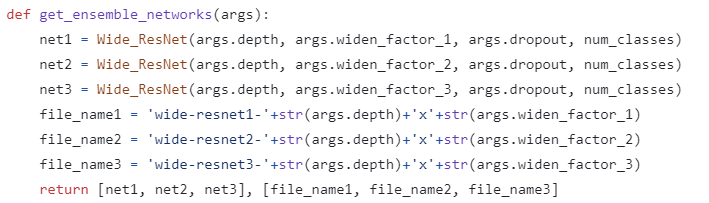 def get_ensemble_networks(args):
    net1 = Wide_ResNet(args.depth, args.widen_factor_1, args.dropout, num_classes)
    net2 = Wide_ResNet(args.depth, args.widen_factor_2, args.dropout, num_classes)
    net3 = Wide_ResNet(args.depth, args.widen_factor_3, args.dropout, num_classes)
    file_name1 = 'wide-resnet1-'+str(args.depth)+'x'+str(args.widen_factor_1)
    file_name2 = 'wide-resnet2-'+str(args.depth)+'x'+str(args.widen_factor_2)
    file_name3 = 'wide-resnet3-'+str(args.depth)+'x'+str(args.widen_factor_3)
    return [net1, net2, net3], [file_name1, file_name2, file_name3]